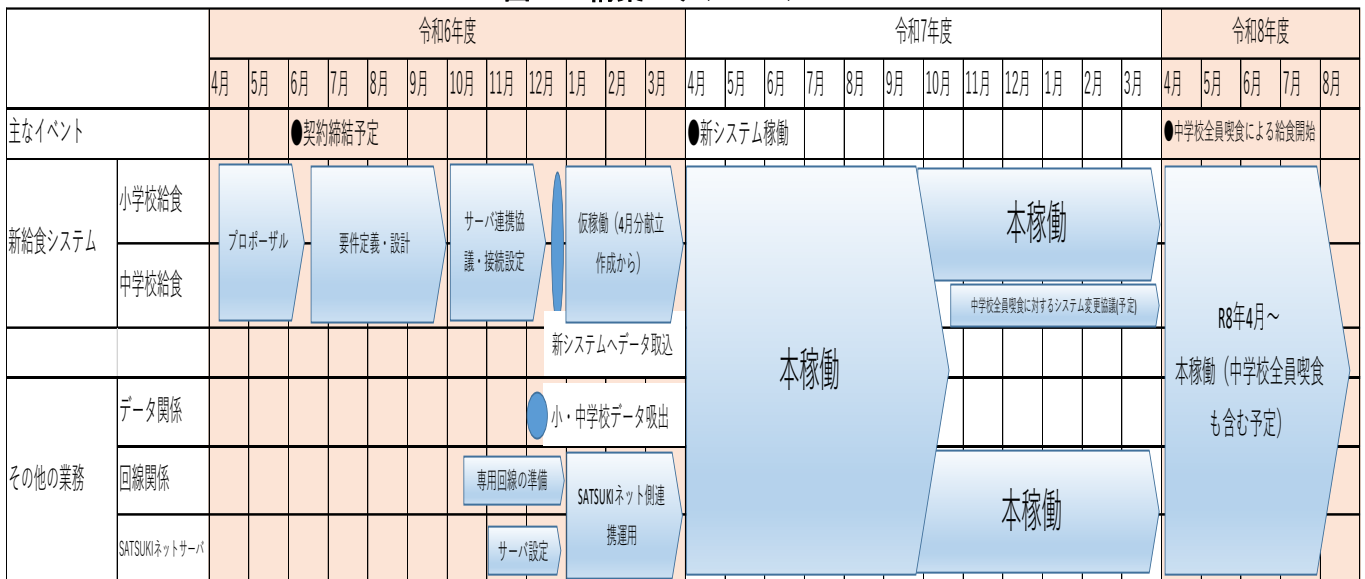 令和6年度 令和7年度 令和8年度
4月 5月 6月 7月 8月 9月 10月 11月 12月 1月 2月 3月 4月 5月 6月 7月 8月 9月 10月 11月 12月 1月 2月 3月 4月 5月 6月 7月 8月
主なイベント ●契約締結予定 ●新システム稼働 ●中学校全員喫食による給食開始
新給食システム
小学校給食
中学校給食
プロポーザル
要件定義・設計
サーバ連携協
議・接続設定
仮稼働（4月分献立
作成から）
新システムへデータ取込
本稼働
本稼働
中学校全員喫食に対するシステム変更協議(予定)
R8年4月～
本稼働（中学校全員喫食
も含む予定）
その他の業務
データ関係
小・中学校データ吸出
回線関係
専用回線の準備
SATSUKIネット側連
携運用
本稼働
SATSUKIネットサーバ
サーバ設定